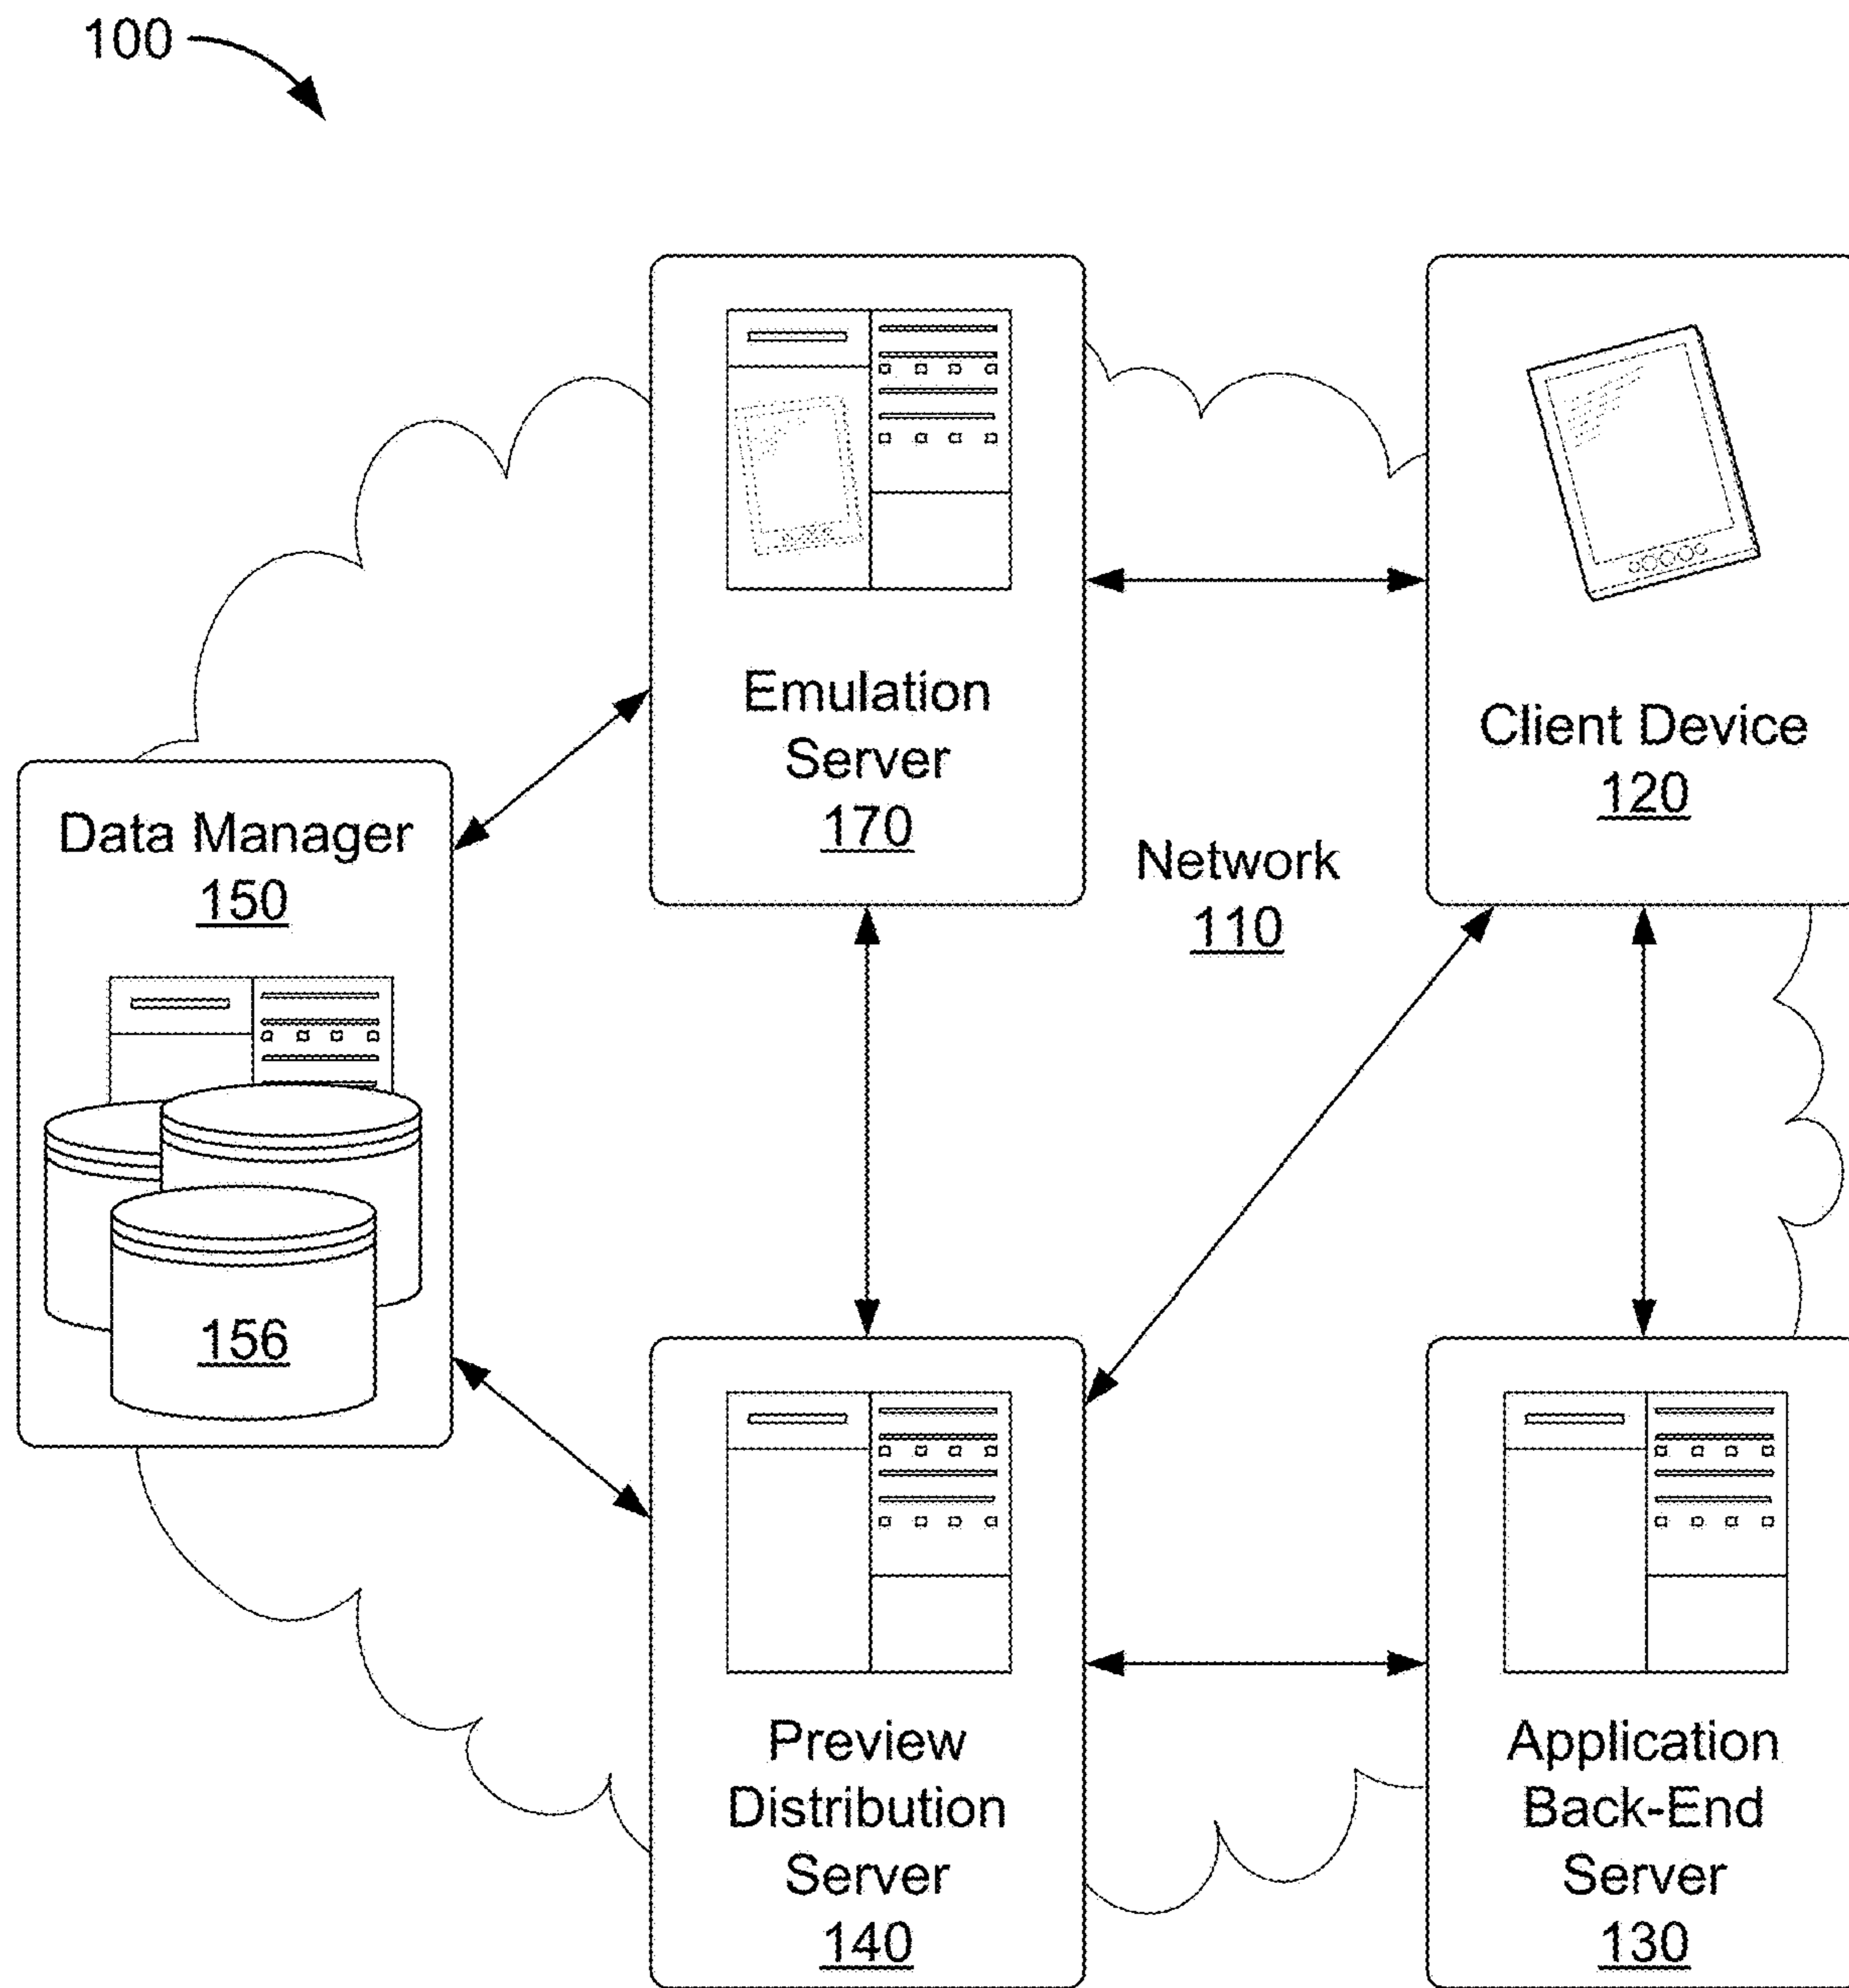 100
Emulation
Server
170
Client Device
120
Network
110
Data Manager
150
156
Preview
Distribution
Server
140
Application
Back-End
Server
130